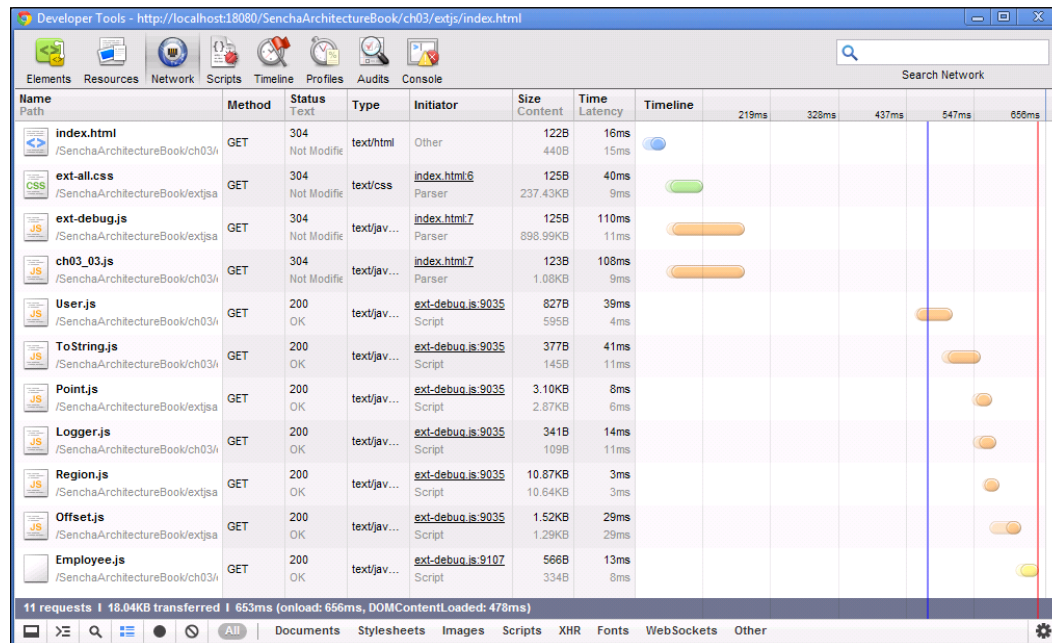 Developer Tools - http://localhost:18080/SenchaArchitectureBook/ch03/extjs/index.html
Elements Resources Network Scripts Timeline Profiles Audits Console
Search Network
Name Method Status Type Initiator Size Time Timeline
Path Text Content Latency
219ms 328ms 437ms 547ms 656ms
index.html GET 304 text/html Other 122B 16ms
/SenchaArchitectureBook/ch03/ Not Modifie 440B 15ms
CSS ext-all.css GET 304 text/css index.html:6 125B 40ms
/SenchaArchitectureBook/extjsa Not Modifie Parser 237.43KB 9ms
JS ext-debug.js GET 304 text/jav... index.html:7 125B 110ms
/SenchaArchitectureBook/extjsa Not Modifie Parser 898.99KB 11ms
JS ch03_03.js GET 304 text/jav... index.html:7 123B 108ms
/SenchaArchitectureBook/ch03/ Not Modifie Parser 1.08KB 9ms
JS User.js GET 200 text/jav... ext-debug.js:9035 827B 39ms
/SenchaArchitectureBook/ch03/ OK Script 595B 4ms
JS ToString.js GET 200 text/jav... ext-debug.js:9035 377B 41ms
/SenchaArchitectureBook/ch03/ OK Script 145B 11ms
JS Point.js GET 200 text/jav... ext-debug.js:9035 3.10KB 8ms
/SenchaArchitectureBook/extjsa OK Script 2.87KB 6ms
JS Logger.js GET 200 text/jav... ext-debug.js:9035 341B 14ms
/SenchaArchitectureBook/ch03/ OK Script 109B 11ms
JS Region.js GET 200 text/jav... ext-debug.js:9035 10.87KB 3ms
/SenchaArchitectureBook/extjsa OK Script 10.64KB 3ms
JS Offset.js GET 200 text/jav... ext-debug.js:9035 1.52KB 29ms
/SenchaArchitectureBook/extjsa OK Script 1.29KB 29ms
Employee.js GET 200 text/jav... ext-debug.js:9107 566B 13ms
/SenchaArchitectureBook/ch03/ OK Script 334B 8ms
11 requests | 18.04KB transferred | 653ms (onload: 656ms, DOMContentLoaded: 478ms)
All Documents Stylesheets Images Scripts XHR Fonts WebSockets Other